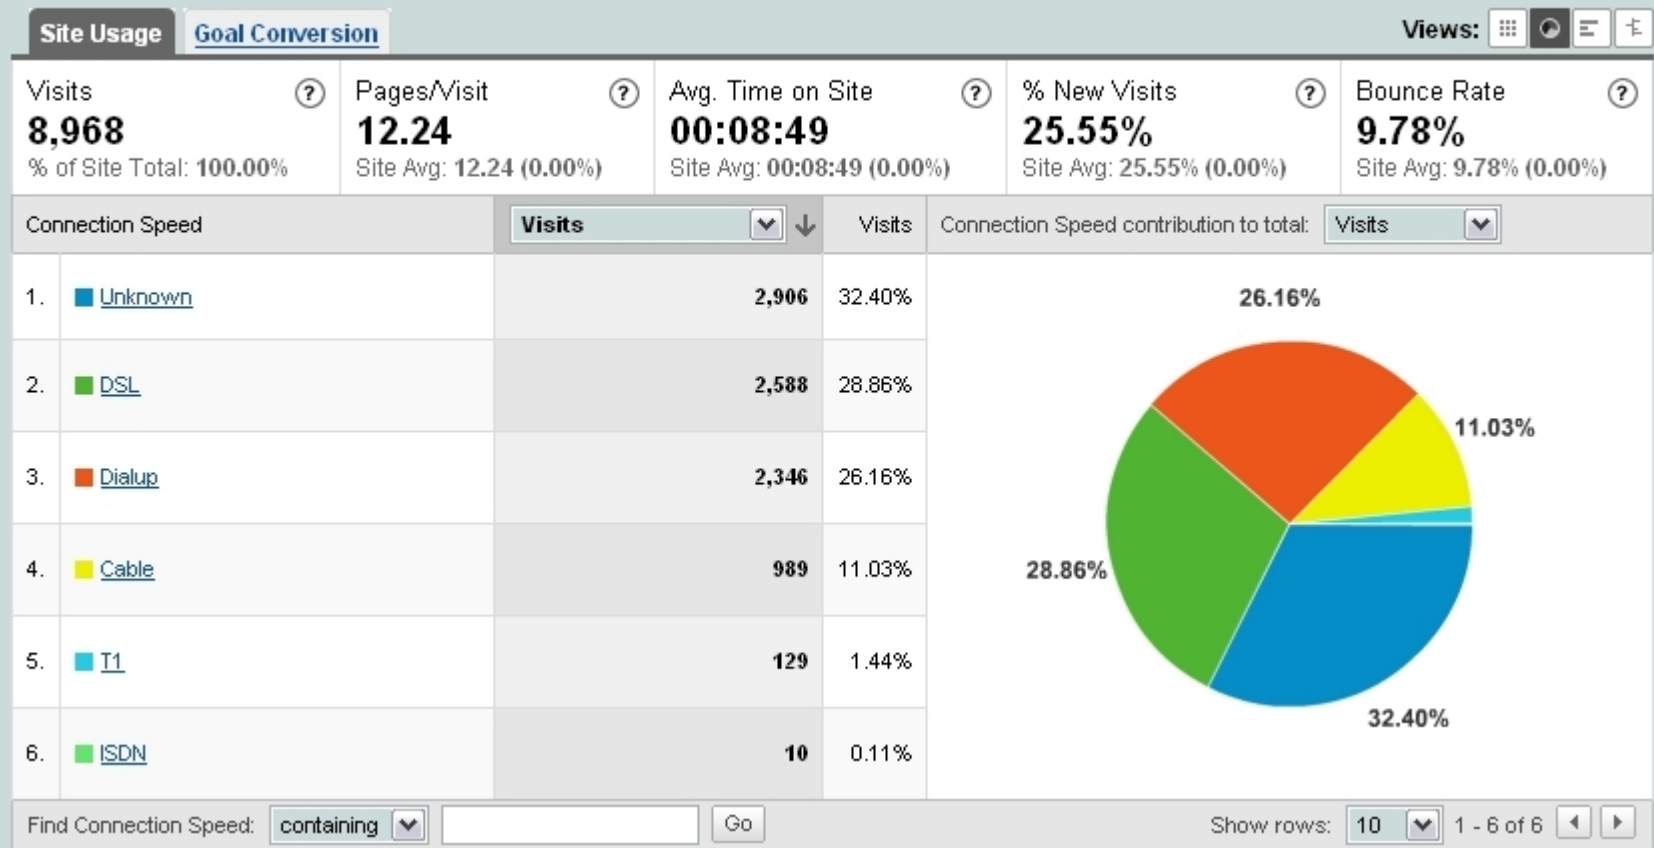 Site Usage Goal Conversion Views:
Visits ? Pages/Visit ? Avg. Time on Site ? % New Visits ? Bounce Rate ?
8,968 12.24 00:08:49 25.55% 9.78%
% of Site Total: 100.00% Site Avg: 12.24 (0.00%) Site Avg: 00:08:49 (0.00%) Site Avg: 25.55% (0.00%) Site Avg: 9.78% (0.00%)
Connection Speed Visits Visits Connection Speed contribution to total: Visits
1. Unknown 2,906 32.40%
2. DSL 2,588 28.86%
3. Dialup 2,346 26.16%
4. Cable 989 11.03%
5. T1 129 1.44%
6. ISDN 10 0.11%
26.16%
11.03%
28.86%
32.40%
Find Connection Speed: containing Go Show rows: 10 1 - 6 of 6